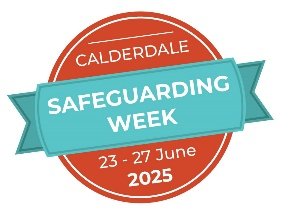 CALDERDALE
SAFEGUARDING
WEEK
23 - 27 June
2025